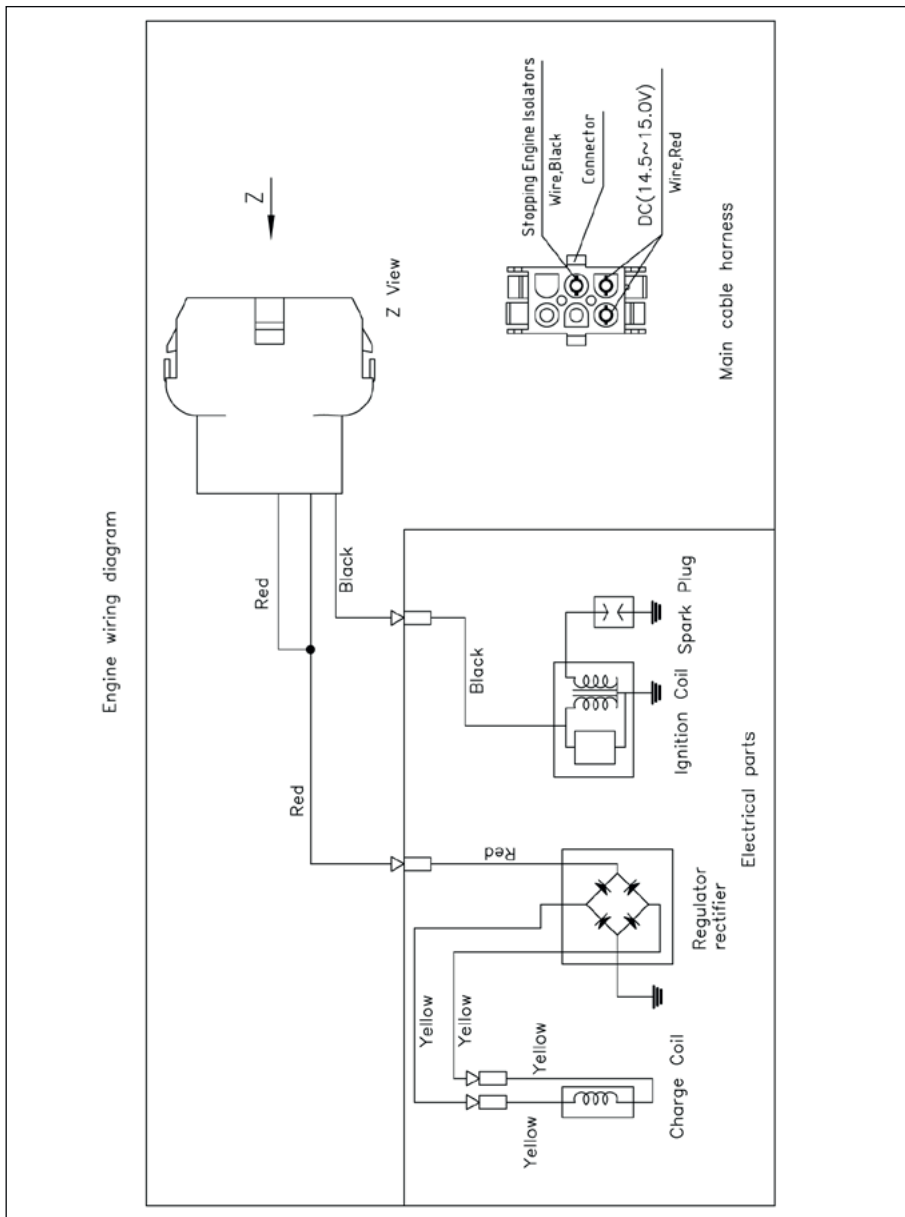 Engine wiring diagram
Z
Z View
Stopping Engine Isolators
Wire,Black
Connector
DC(14.5~15.0V)
Wire,Red
Main cable harness
Red
Black
Red
Black
Red
Spark Plug
Ignition Coil
Electrical parts
Regulator
rectifier
Yellow
Yellow
Yellow
Yellow
Charge Coil